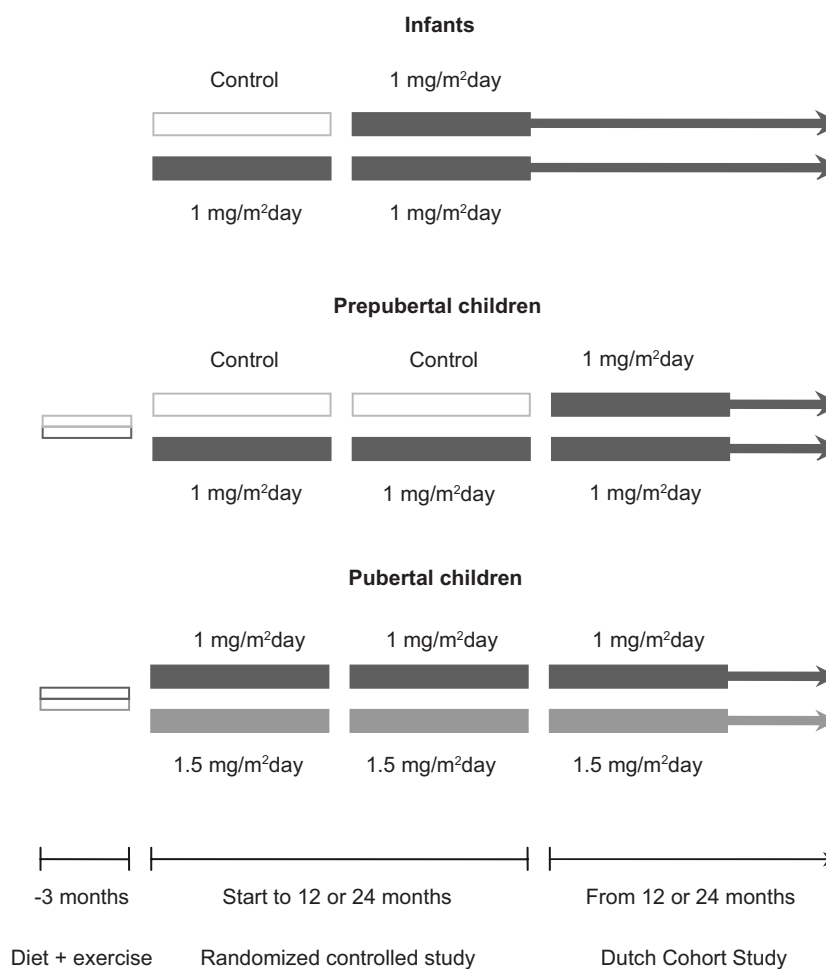 Infants
Control 1 mg/m²day
1 mg/m²day 1 mg/m²day
Prepubertal children
Control Control 1 mg/m²day
1 mg/m²day 1 mg/m²day 1 mg/m²day
Pubertal children
1 mg/m²day 1 mg/m²day 1 mg/m²day
1.5 mg/m²day 1.5 mg/m²day 1.5 mg/m²day
-3 months Start to 12 or 24 months From 12 or 24 months
Diet + exercise Randomized controlled study Dutch Cohort Study